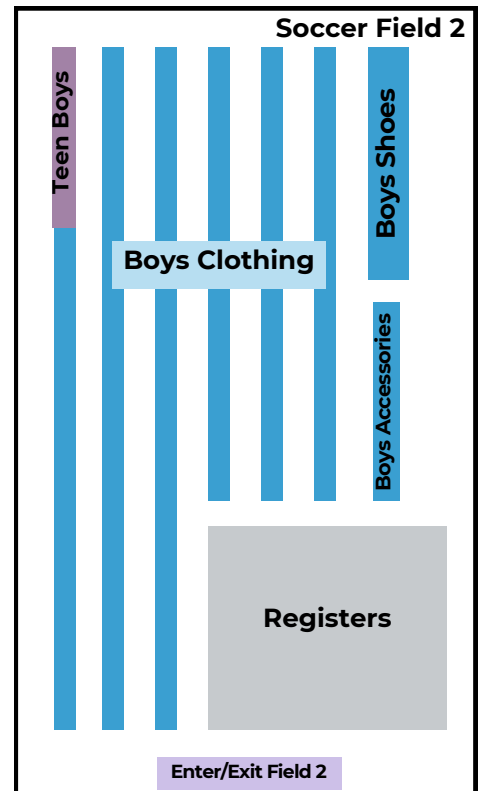 Soccer Field 2
Teen Boys
Boys Shoes
Boys Clothing
Boys Accessories
Registers
Enter/Exit Field 2